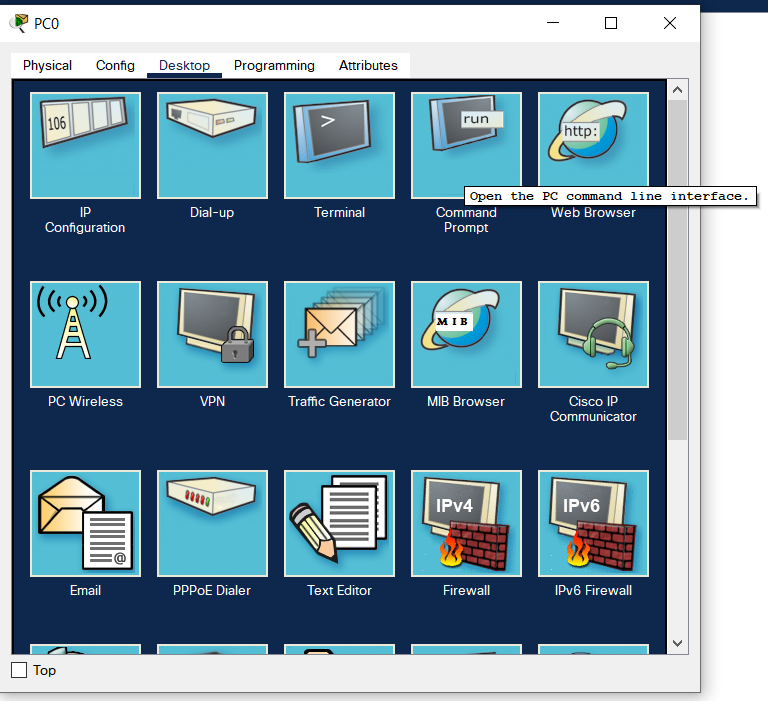 PC0
Physical Config Desktop Programming Attributes
106
>
run
http:
Open the PC command line interface.
IP
Configuration
Dial-up
Terminal
Command
Prompt
Web Browser
MIB
PC Wireless
VPN
Traffic Generator
MIB Browser
Cisco IP
Communicator
@
IPv4
IPv6
Email
PPPoE Dialer
Text Editor
Firewall
IPv6 Firewall
Top